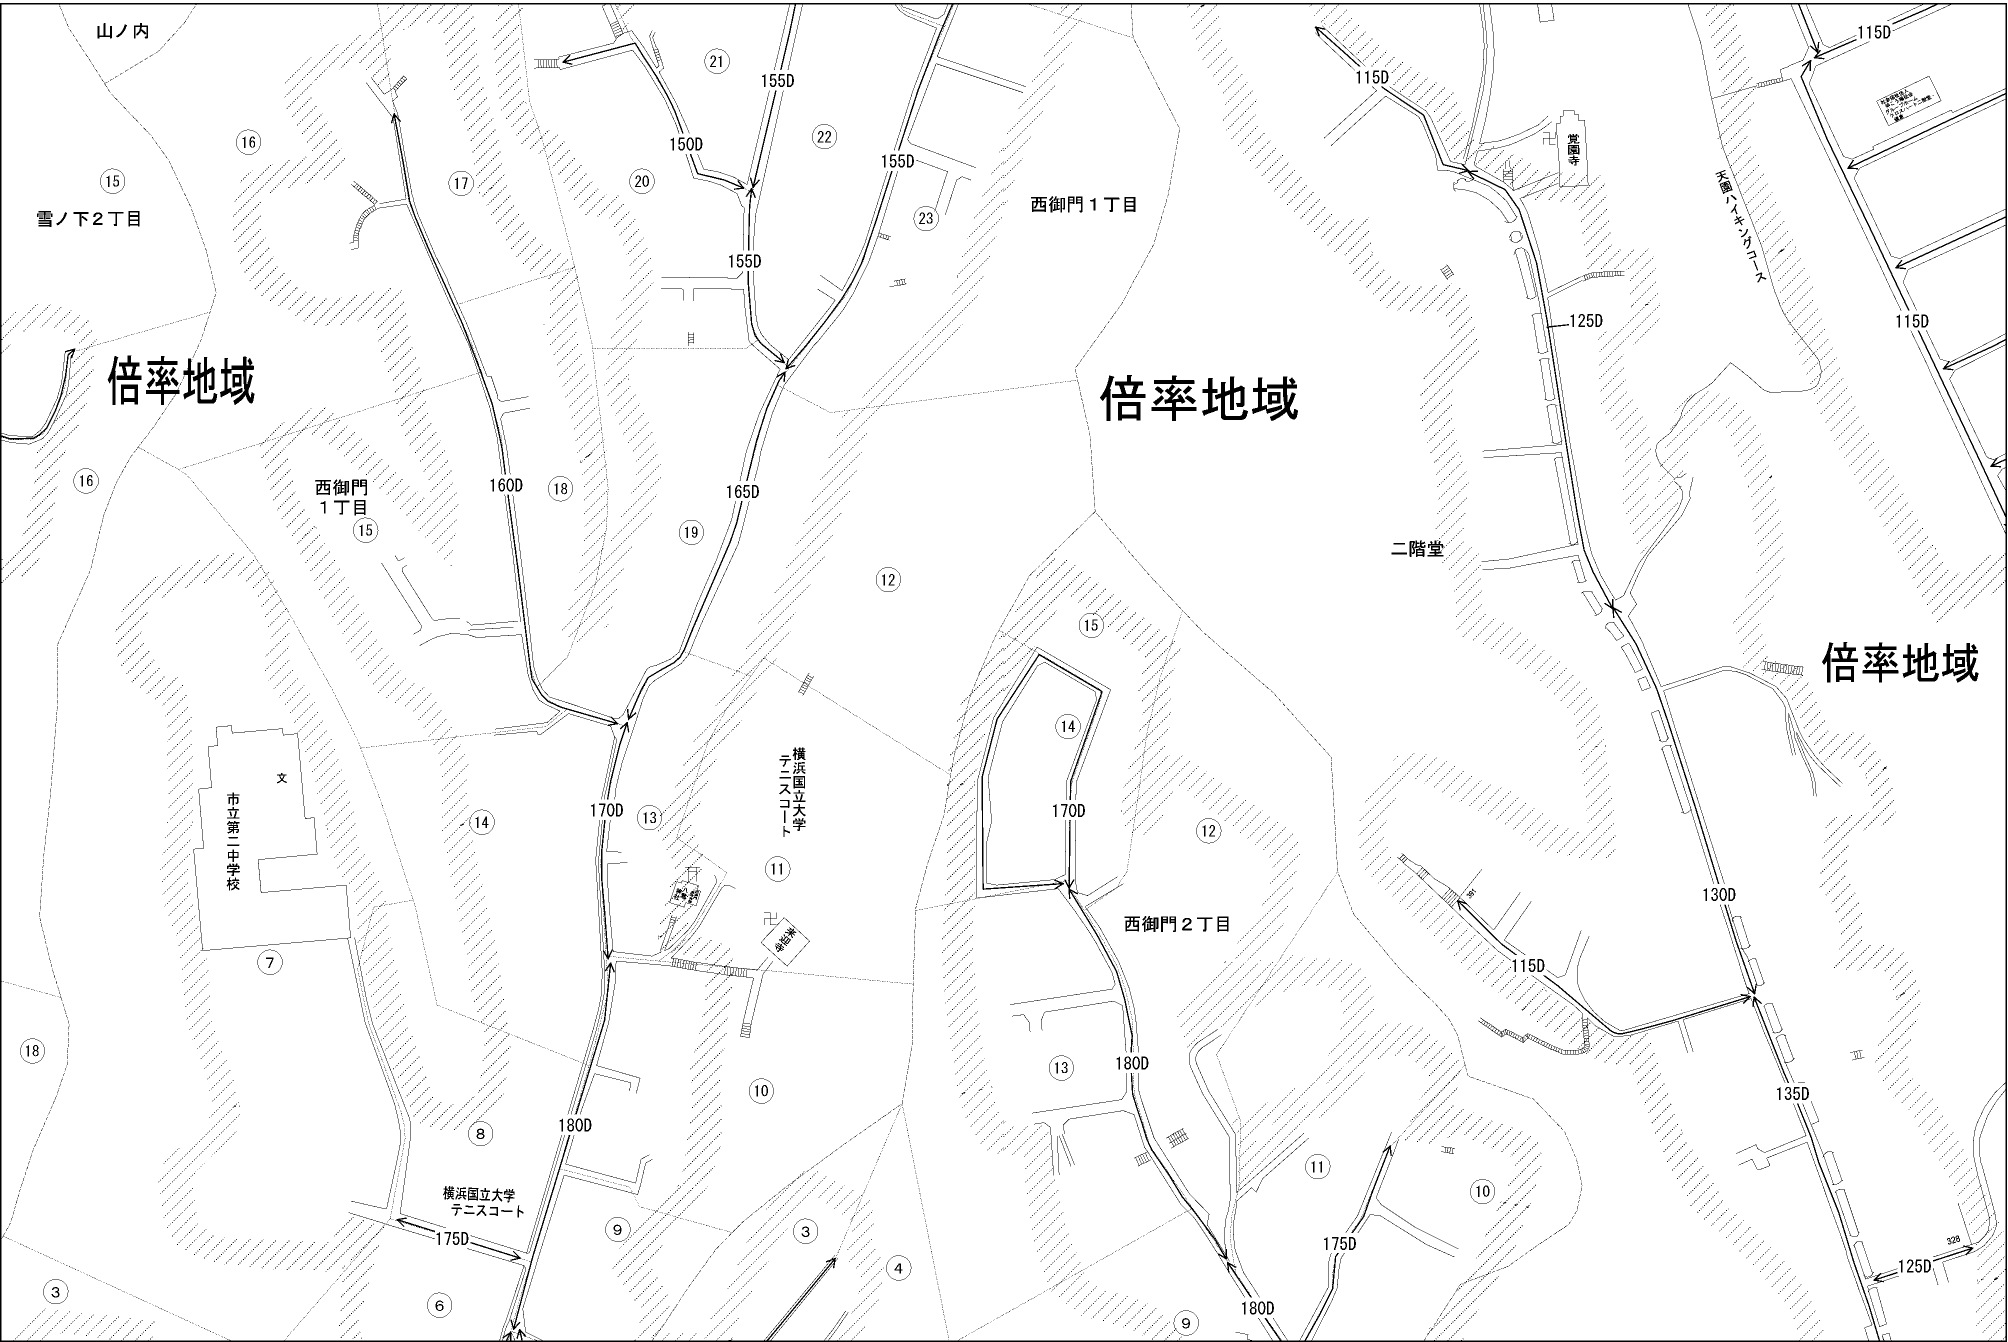 山ノ内
115D
21
155D
115D
22
150D
16
覚園寺
155D
15
17
20
天園ハイキングコース
雪ノ下2丁目
23
西御門1丁目
155D
125D
115D
倍率地域
倍率地域
16
西御門
1丁目
15
160D
18
165D
19
二階堂
12
15
倍率地域
14
横浜国立大学
テニスコート
文
市立第二中学校
14
170D
13
170D
12
11
130D
391
来迎寺
西御門2丁目
7
115D
18
13
180D
10
135D
8
180D
11
10
横浜国立大学
テニスコート
9
3
175D
175D
328
4
125D
3
6
180D
9